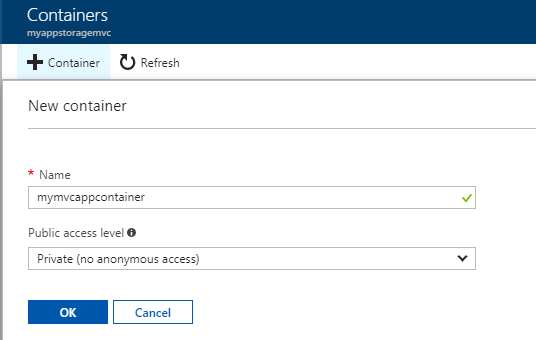 Containers
myappstoragemvc
Container Refresh
New container
* Name
mymvcappcontainer
Public access level
Private (no anonymous access)
OK Cancel